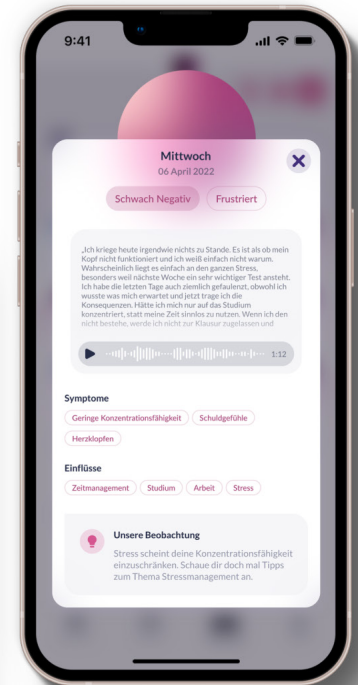 9:41
Mittwoch
06 April 2022
Schwach Negativ Frustriert
„Ich kriege heute irgendwie nichts zu Stande. Es ist als ob mein
Kopf nicht funktioniert und ich weiß einfach nicht warum.
Wahrscheinlich liegt es einfach an den ganzen Stress,
besonders weil nächste Woche ein sehr wichtiger Test ansteht.
Ich habe die letzten Tage auch ziemlich gefaulenzt, obwohl ich
wusste was mich erwartet und jetzt trage ich die
Konsequenzen. Hätte ich mich nur auf das Studium
konzentriert, statt meine Zeit sinnlos zu nutzen. Wenn ich den
nicht bestehe, werde ich nicht zur Klausur zugelassen und
1:12
Symptome
Geringe Konzentrationsfähigkeit Schuldgefühle
Herzklopfen
Einflüsse
Zeitmanagement Studium Arbeit Stress
Unsere Beobachtung
Stress scheint deine Konzentrationsfähigkeit
einzuschränken. Schaue dir doch mal Tipps
zum Thema Stressmanagement an.